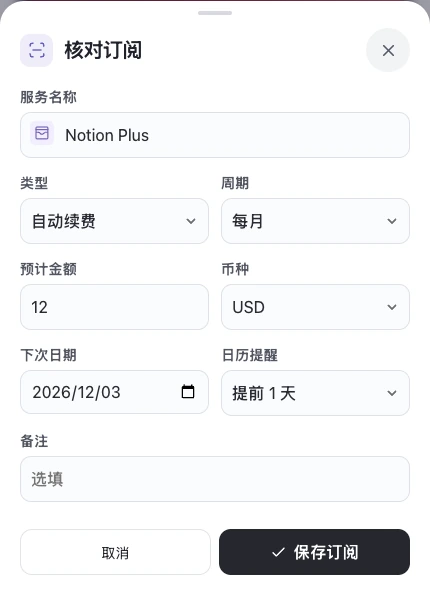 核对订阅
服务名称
Notion Plus
类型
周期
自动续费
每月
预计金额
币种
12
USD
下次日期
日历提醒
2026/12/03
提前 1 天
备注
选填
取消
保存订阅